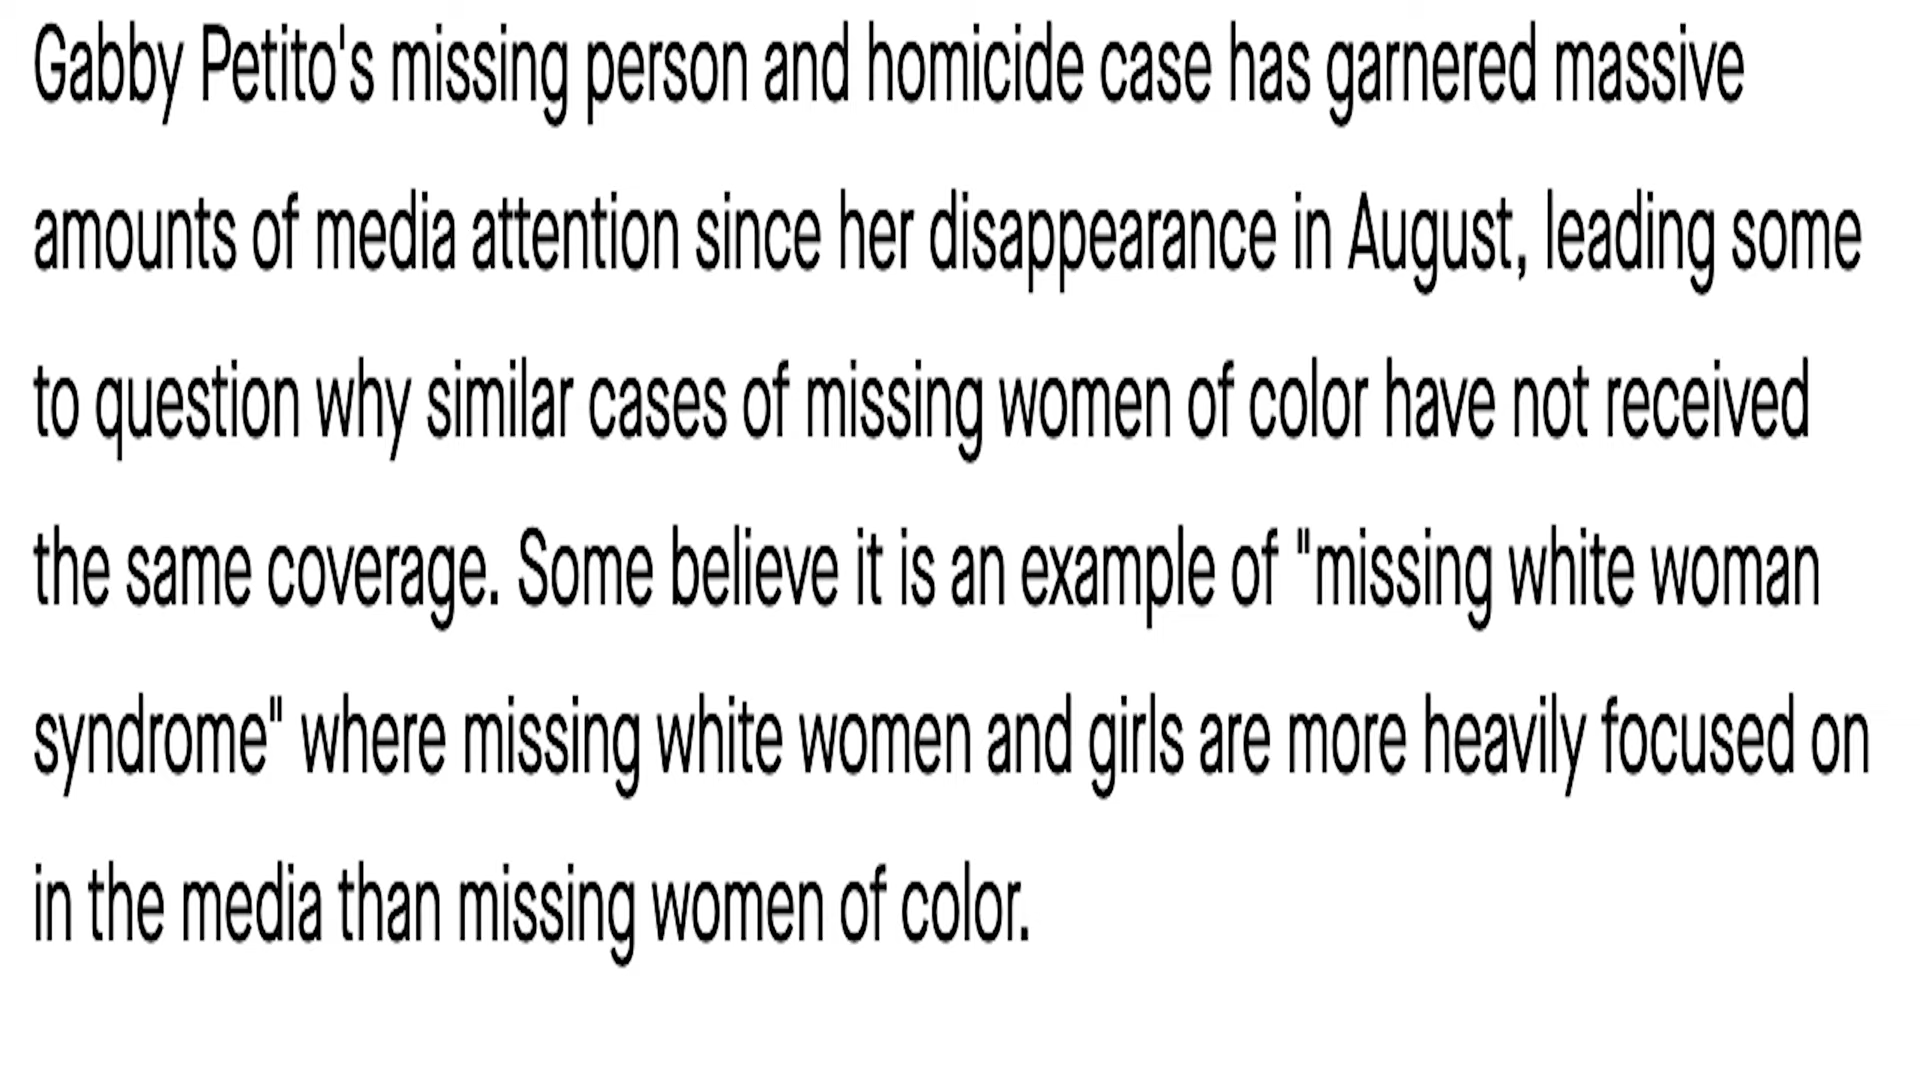 Gabby Petito's missing person and homicide case has garnered massive
amounts of media attention since her disappearance in August, leading some
to question why similar cases of missing women of color have not received
the same coverage. Some believe it is an example of "missing white woman
syndrome" where missing white women and girls are more heavily focused on
in the media than missing women of color.